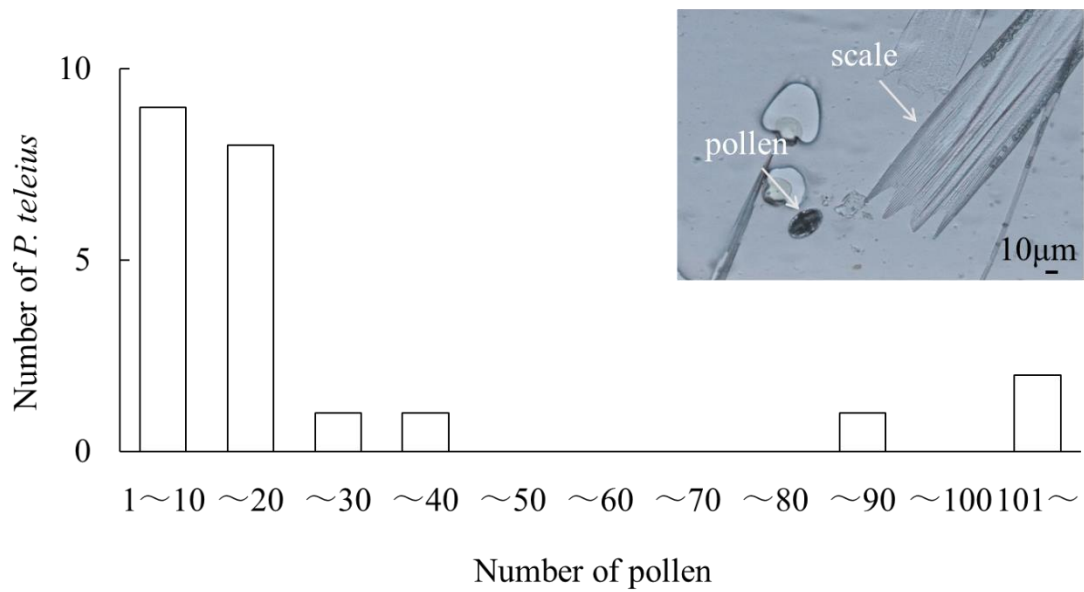 10
5
0
Number of P. teleius
scale
pollen
10μm
1～10 ～20 ～30 ～40 ～50 ～60 ～70 ～80 ～90 ～100 101～
Number of pollen